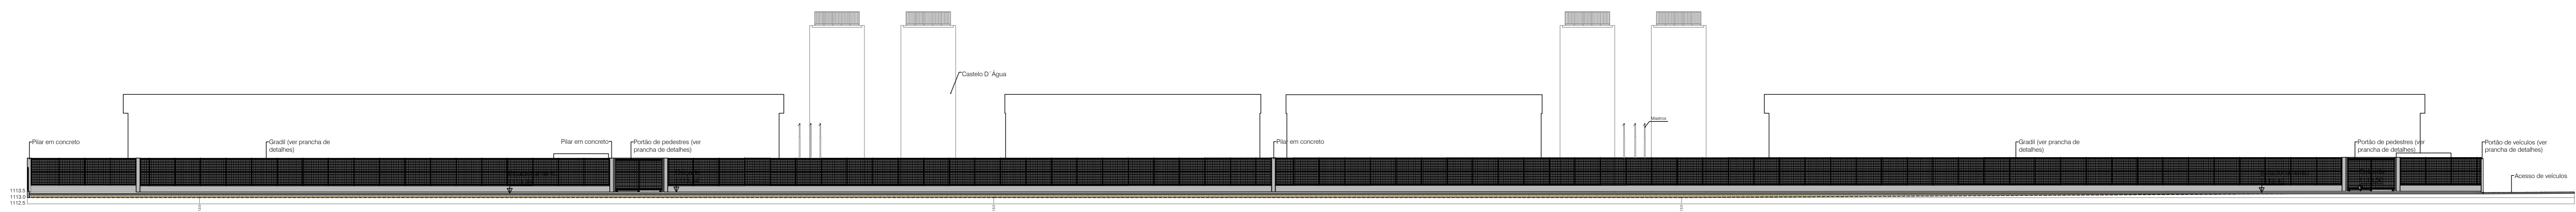 Castelo D´Água
Mastros
Pilar em concreto
Gradil (ver prancha de
detalhes)
Pilar em concreto
Portão de pedestres (ver
prancha de detalhes)
Pilar em concreto
Gradil (ver prancha de
detalhes)
Portão de pedestres (ver
prancha de detalhes)
Portão de veículos (ver
prancha de detalhes)
Acesso de veículos
1113.5
1113.0
1112.5